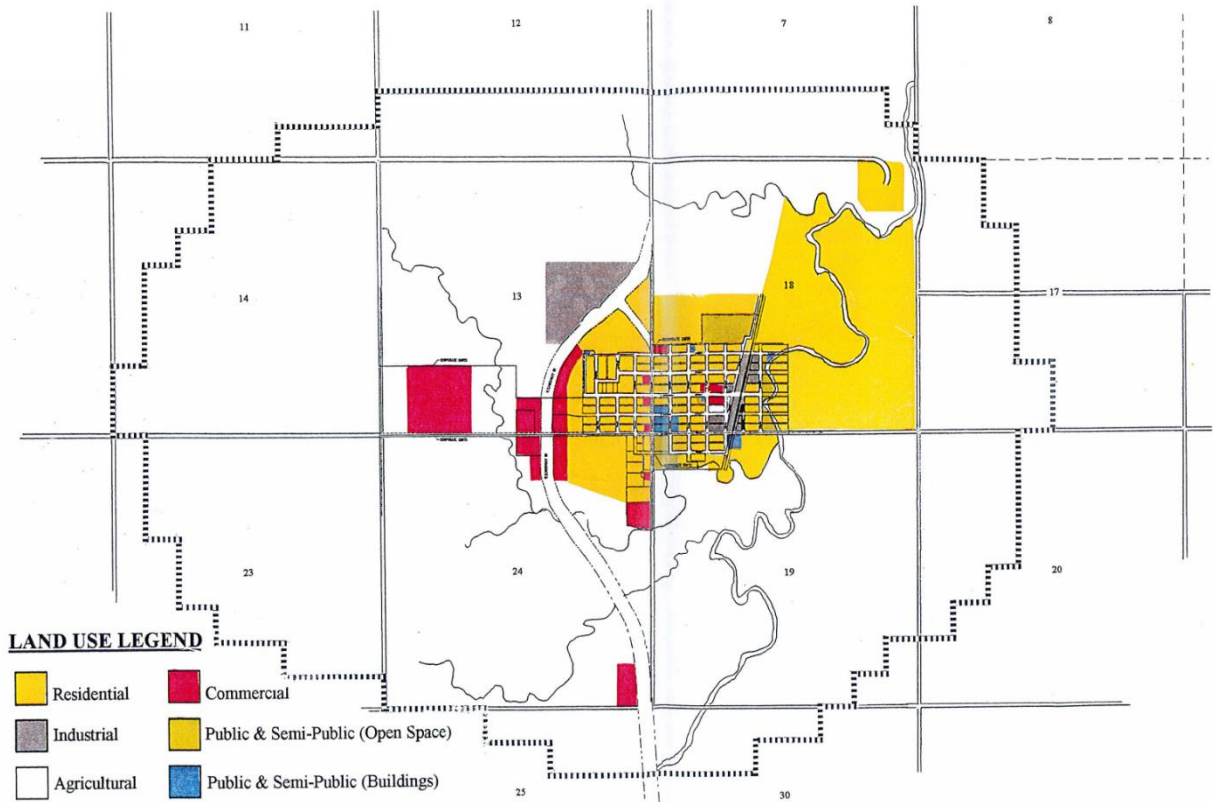 11
12
7
8
14
13
18
17
23
24
19
20
LAND USE LEGEND
Residential
Commercial
Industrial
Public & Semi-Public (Open Space)
Agricultural
Public & Semi-Public (Buildings)
25
30